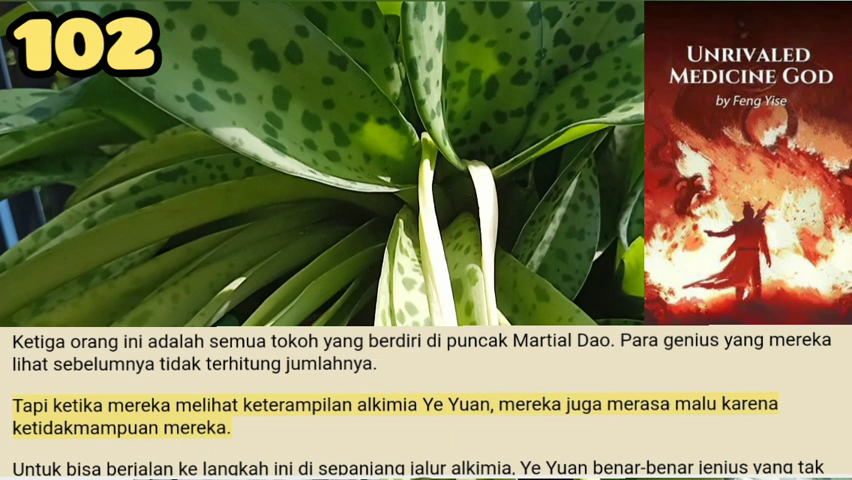 102
UNRIVALED
MEDICINE GOD
by Feng Yise
Ketiga orang ini adalah semua tokoh yang berdiri di puncak Martial Dao. Para genius yang mereka
lihat sebelumnya tidak terhitung jumlahnya.
Tapi ketika mereka melihat keterampilan alkimia Ye Yuan, mereka juga merasa malu karena
ketidakmampuan mereka.
Untuk bisa berjalan ke langkah ini di sepanjang jalur alkimia, Ye Yuan benar-benar jenius yang tak